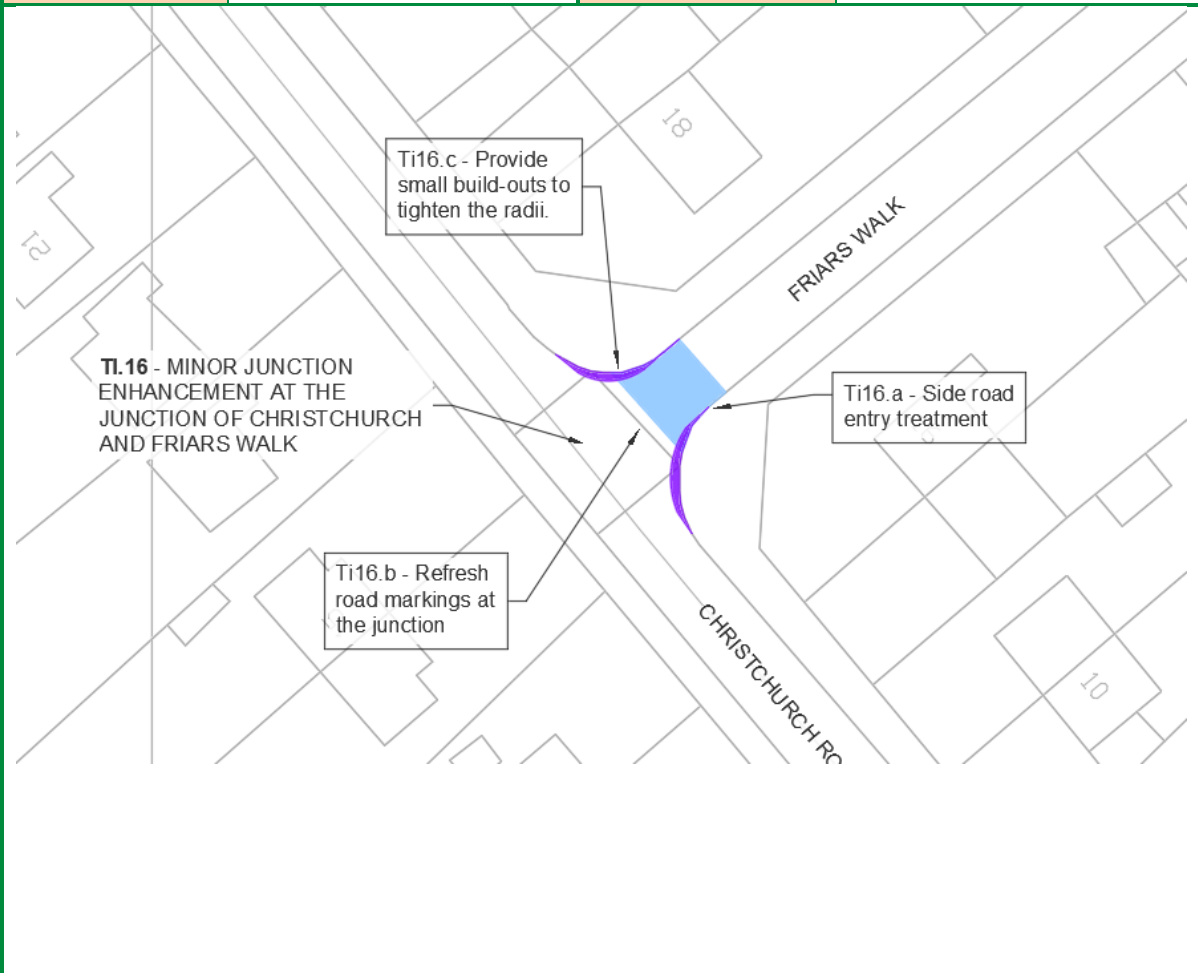 18
Ti16.c - Provide
small build-outs to
tighten the radii.
21
FRIARS WALK
TI.16 - MINOR JUNCTION
ENHANCEMENT AT THE
JUNCTION OF CHRISTCHURCH
AND FRIARS WALK
Ti16.a - Side road
entry treatment
Ti16.b - Refresh
road markings at
the junction
CHRISTCHURCH RO
10